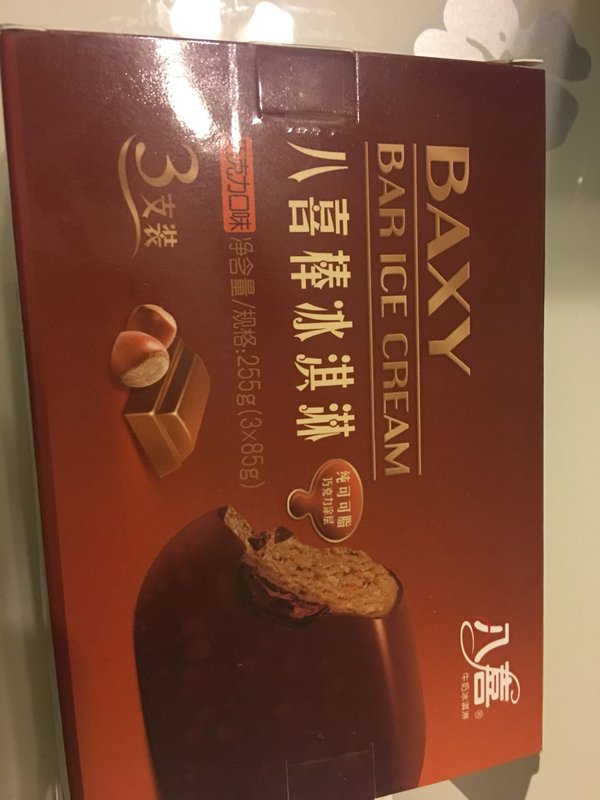 BAXY
BAR ICE CREAM
八喜棒冰淇淋
巧克力口味 净含量/规格:255g(3×85g)
3支装
纯可可脂
巧克力涂层
八喜®
牛奶冰淇淋